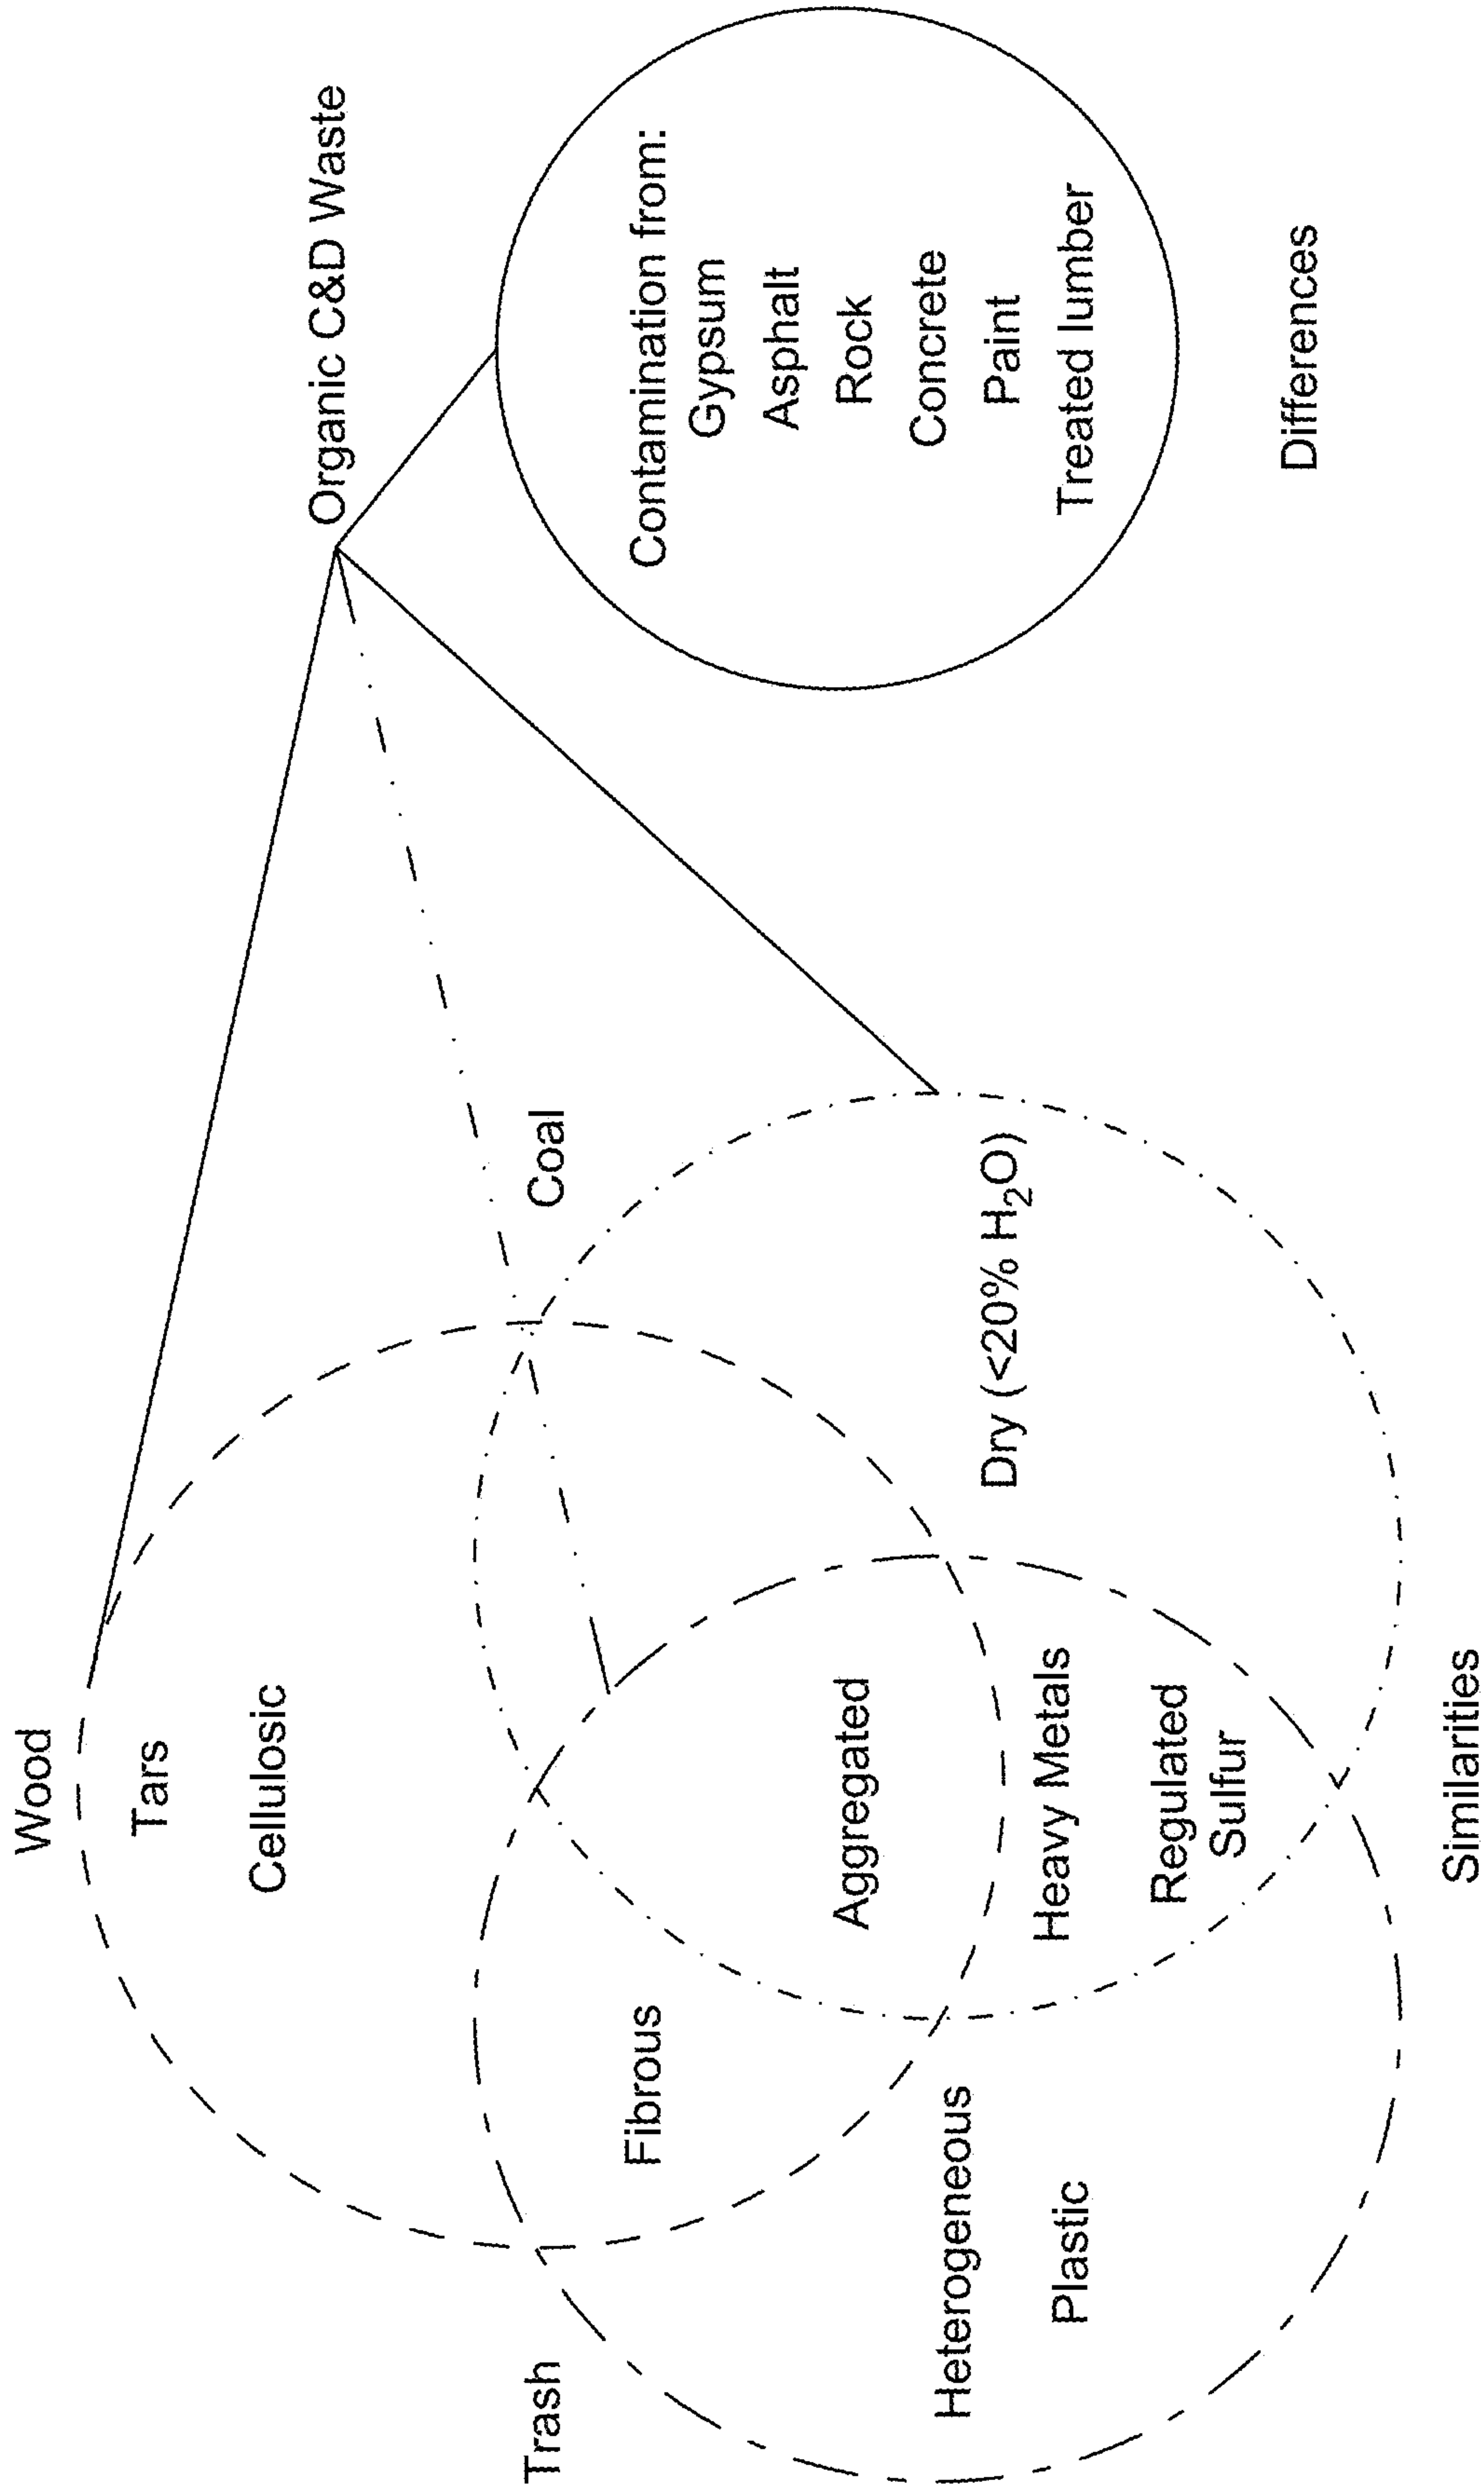 Wood
Tars
Cellulosic
Organic C&D Waste
Trash
Coal
Fibrous
Aggregated
Heterogeneous
Plastic
Heavy Metals
Regulated
Sulfur
Dry (<20% H₂O)
Similarities
Contamination from:
Gypsum
Asphalt
Rock
Concrete
Paint
Treated lumber
Differences